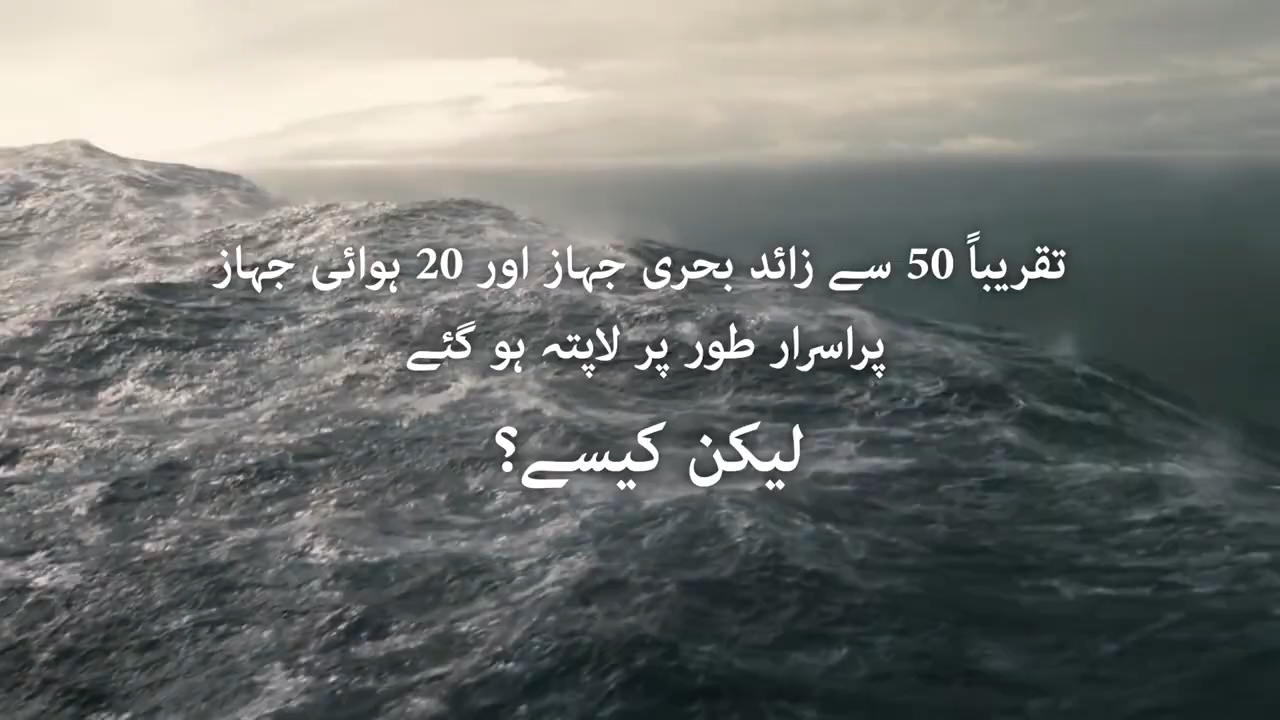 تقریباً 50 سے زائد بحری جہاز اور 20 ہوائی جہاز
پراسرار طور پر لاپتہ ہو گئے
لیکن کیسے؟